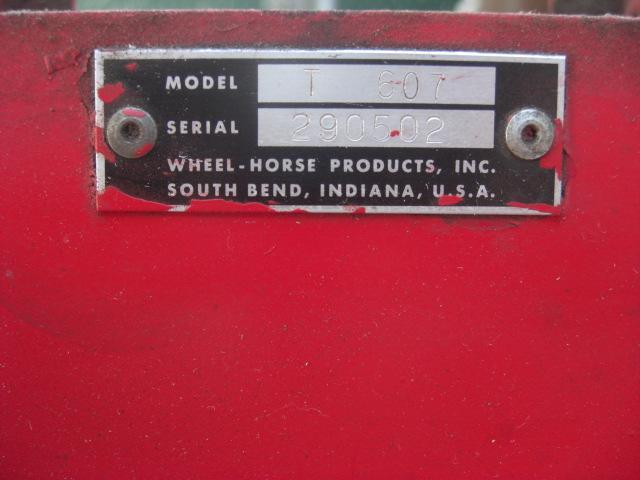 MODEL T 607
SERIAL 290502
WHEEL-HORSE PRODUCTS, INC.
SOUTH BEND, INDIANA, U.S.A.